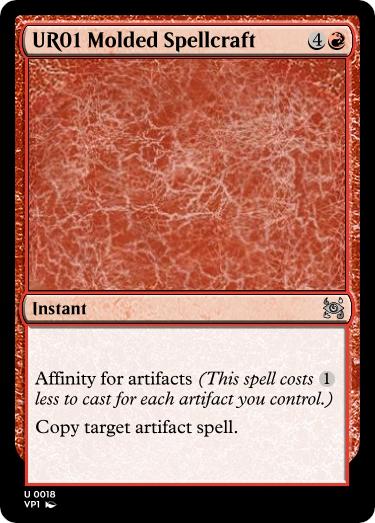 UR01 Molded Spellcraft 4
Instant
Affinity for artifacts (This spell costs 1
less to cast for each artifact you control.)
Copy target artifact spell.
U 0018
VP1